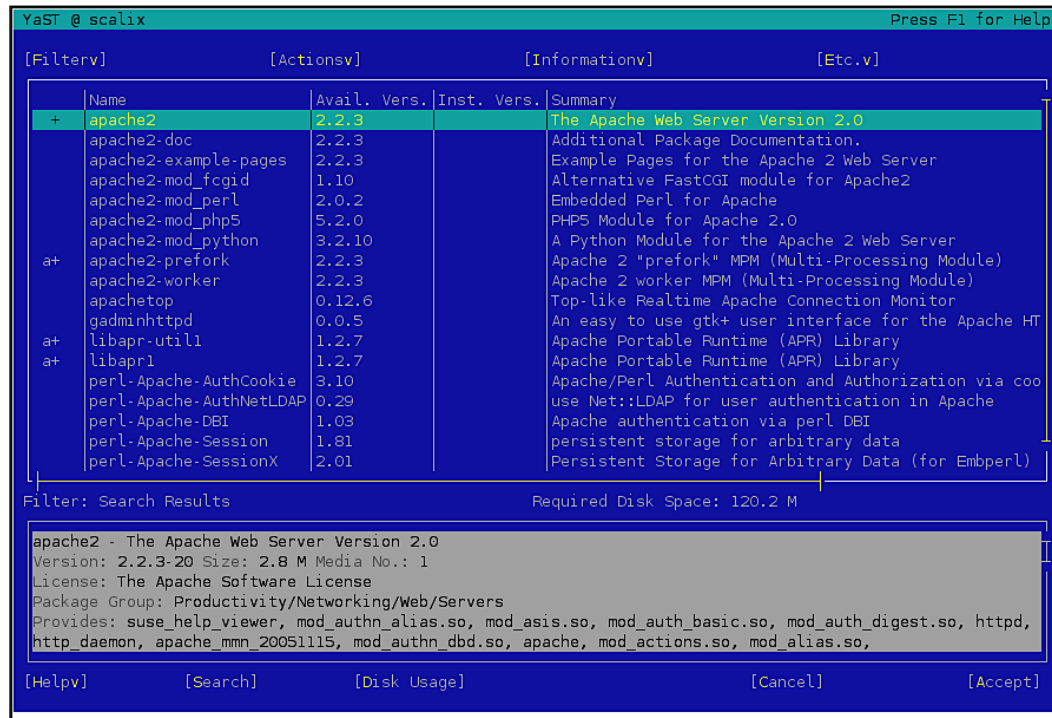 YaST @ scalix Press F1 for Help
[Filterv] [Actionsv] [Informationv] [Etc.v]
Name Avail. Vers. Inst. Vers. Summary
+ apache2 2.2.3 The Apache Web Server Version 2.0
apache2-doc 2.2.3 Additional Package Documentation.
apache2-example-pages 2.2.3 Example Pages for the Apache 2 Web Server
apache2-mod_fcgid 1.10 Alternative FastCGI module for Apache2
apache2-mod_perl 2.0.2 Embedded Perl for Apache
apache2-mod_php5 5.2.0 PHP5 Module for Apache 2.0
apache2-mod_python 3.2.10 A Python Module for the Apache 2 Web Server
a+ apache2-prefork 2.2.3 Apache 2 "prefork" MPM (Multi-Processing Module)
apache2-worker 2.2.3 Apache 2 worker MPM (Multi-Processing Module)
apachetop 0.12.6 Top-like Realtime Apache Connection Monitor
gadminhttpd 0.0.5 An easy to use gtk+ user interface for the Apache HT
a+ libapr-util1 1.2.7 Apache Portable Runtime (APR) Library
a+ libapr1 1.2.7 Apache Portable Runtime (APR) Library
perl-Apache-AuthCookie 3.10 Apache/Perl Authentication and Authorization via coo
perl-Apache-AuthNetLDAP 0.29 use Net::LDAP for user authentication in Apache
perl-Apache-DBI 1.03 Apache authentication via perl DBI
perl-Apache-Session 1.81 persistent storage for arbitrary data
perl-Apache-SessionX 2.01 Persistent Storage for Arbitrary Data (for Embperl)
Filter: Search Results Required Disk Space: 120.2 M
apache2 - The Apache Web Server Version 2.0
Version: 2.2.3-20 Size: 2.8 M Media No.: 1
License: The Apache Software License
Package Group: Productivity/Networking/Web/Servers
Provides: suse_help_viewer, mod_authn_alias.so, mod_asis.so, mod_auth_basic.so, mod_auth_digest.so, httpd,
http_daemon, apache_mmn_20051115, mod_authn_dbd.so, apache, mod_actions.so, mod_alias.so,
[Helpv] [Search] [Disk Usage] [Cancel] [Accept]